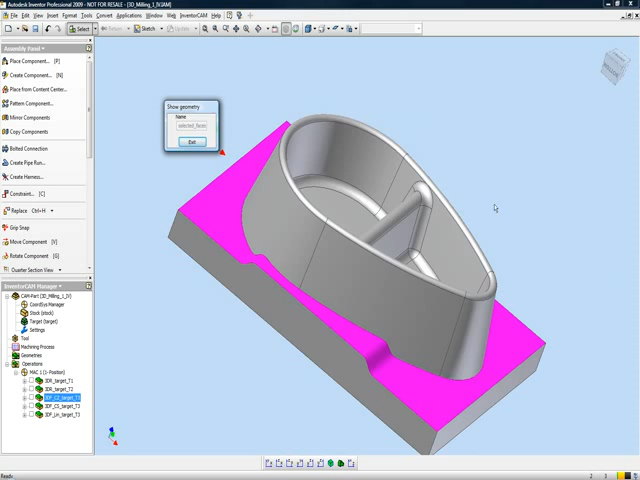 Autodesk Inventor Professional 2009 - NOT FOR RESALE - [3D_Milling_1_IV.IAM]
File Edit View Insert Format Tools Convert Applications Window Web InventorCAM Help
Select
Return
Sketch
Update
Assembly Panel
Place Component... [P]
Create Component... [N]
Place from Content Center...
Pattern Component...
Mirror Components
Copy Components
Bolted Connection
Create Pipe Run...
Create Harness...
Constraint... [C]
Replace Ctrl+H
Grip Snap
Move Component [V]
Rotate Component [G]
Quarter Section View
InventorCAM Manager
CAM-Part (3D_Milling_1_IV)
CoordSys Manager
Stock (stock)
Target (target)
Settings
Tool
Machining Process
Geometries
Operations
MAC 1 (1- Position)
3DR_target_T1
3DR_target_T2
3DF_CZ_target_T3
3DF_CS_target_T3
3DF_Lin_target_T3
Show geometry
Name
selected_faces
Exit
Ready
2 3